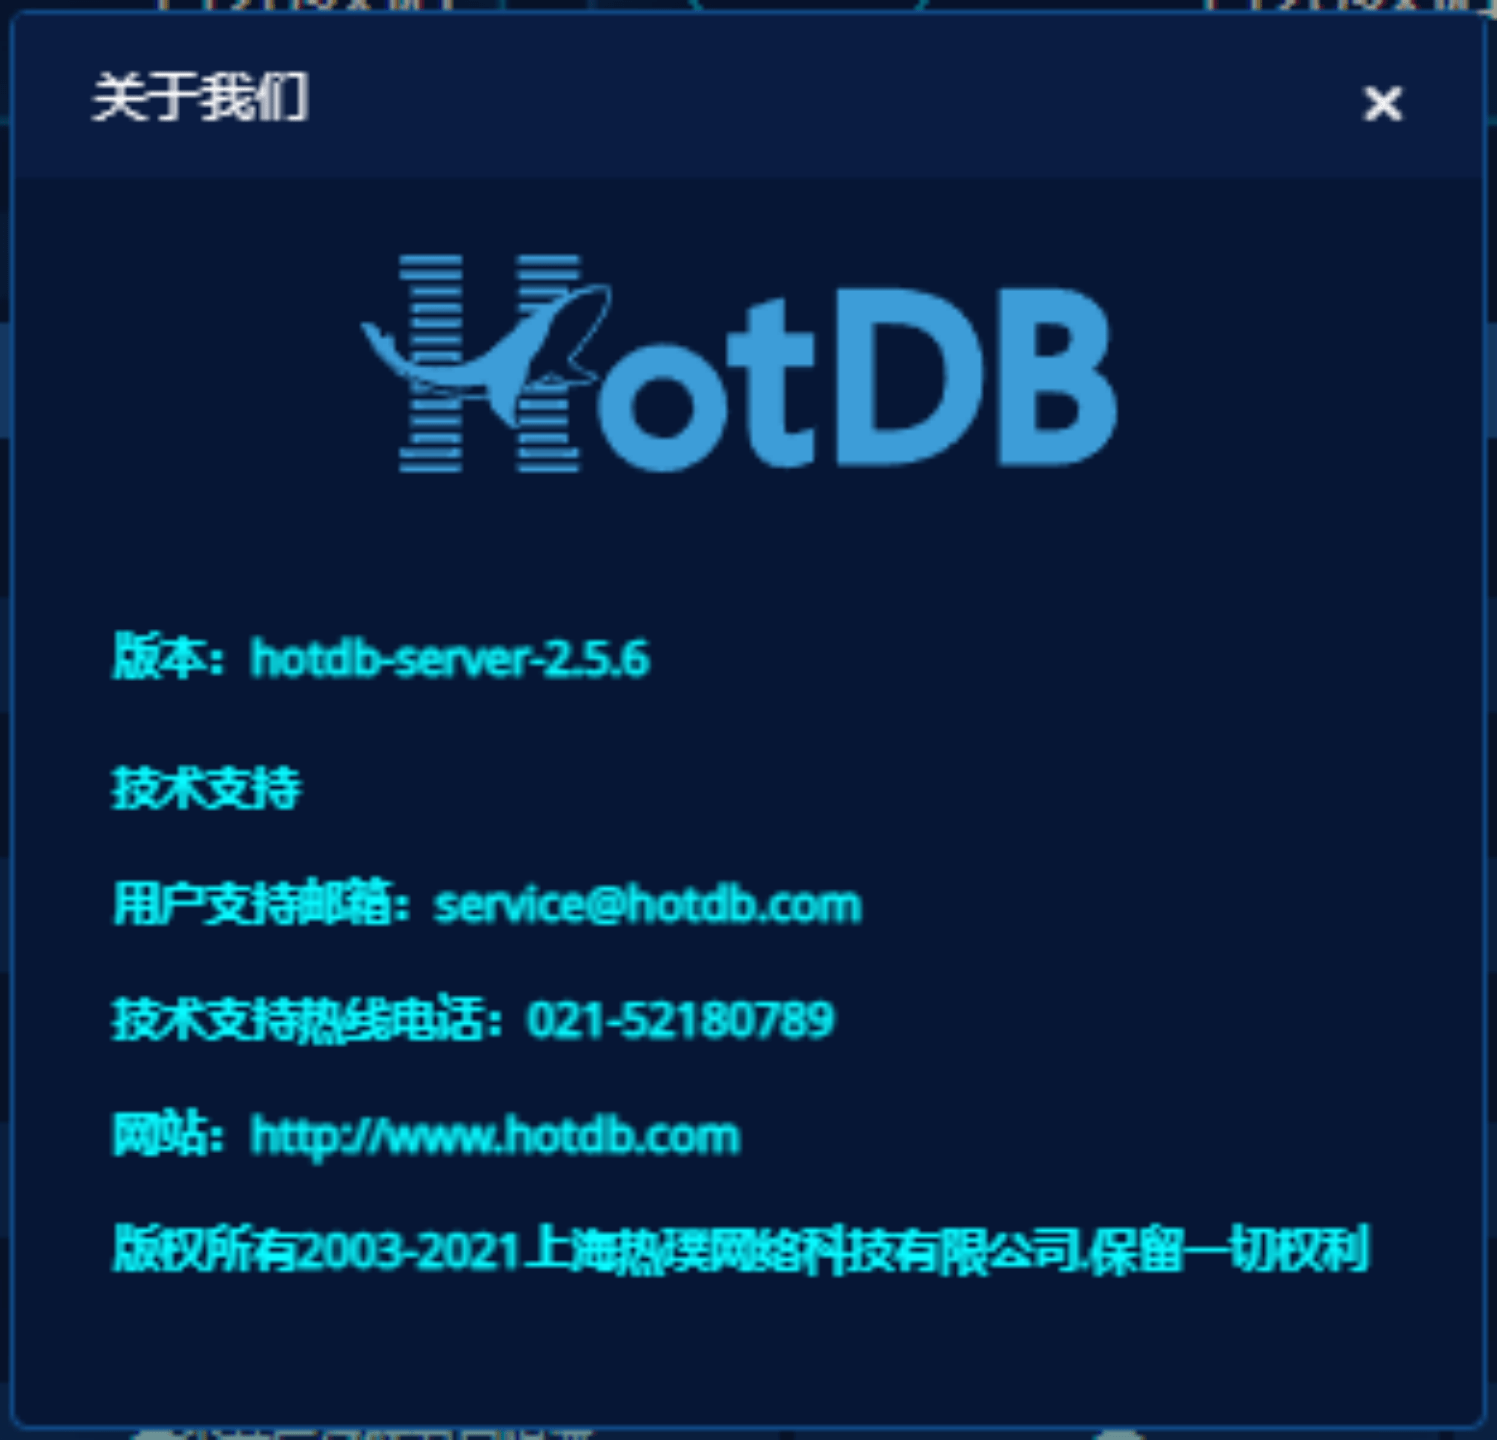 关于我们
HotDB
版本：hotdb-server-2.5.6
技术支持
用户支持邮箱：service@hotdb.com
技术支持热线电话：021-52180789
网站：http://www.hotdb.com
版权所有2003-2021上海热璞网络科技有限公司.保留一切权利